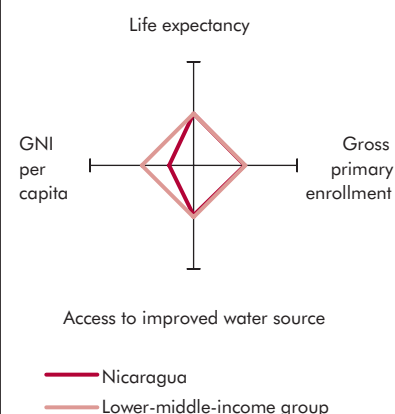 Life expectancy
GNI
per
capita
Gross
primary
enrollment
Access to improved water source
Nicaragua
Lower-middle-income group